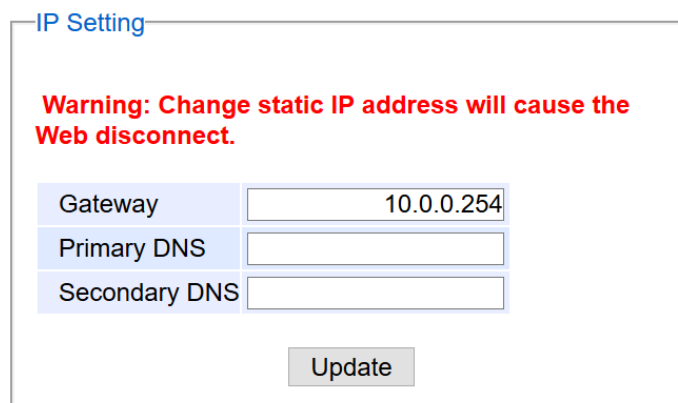 IP Setting
Warning: Change static IP address will cause the
Web disconnect.
Gateway 10.0.0.254
Primary DNS
Secondary DNS
Update